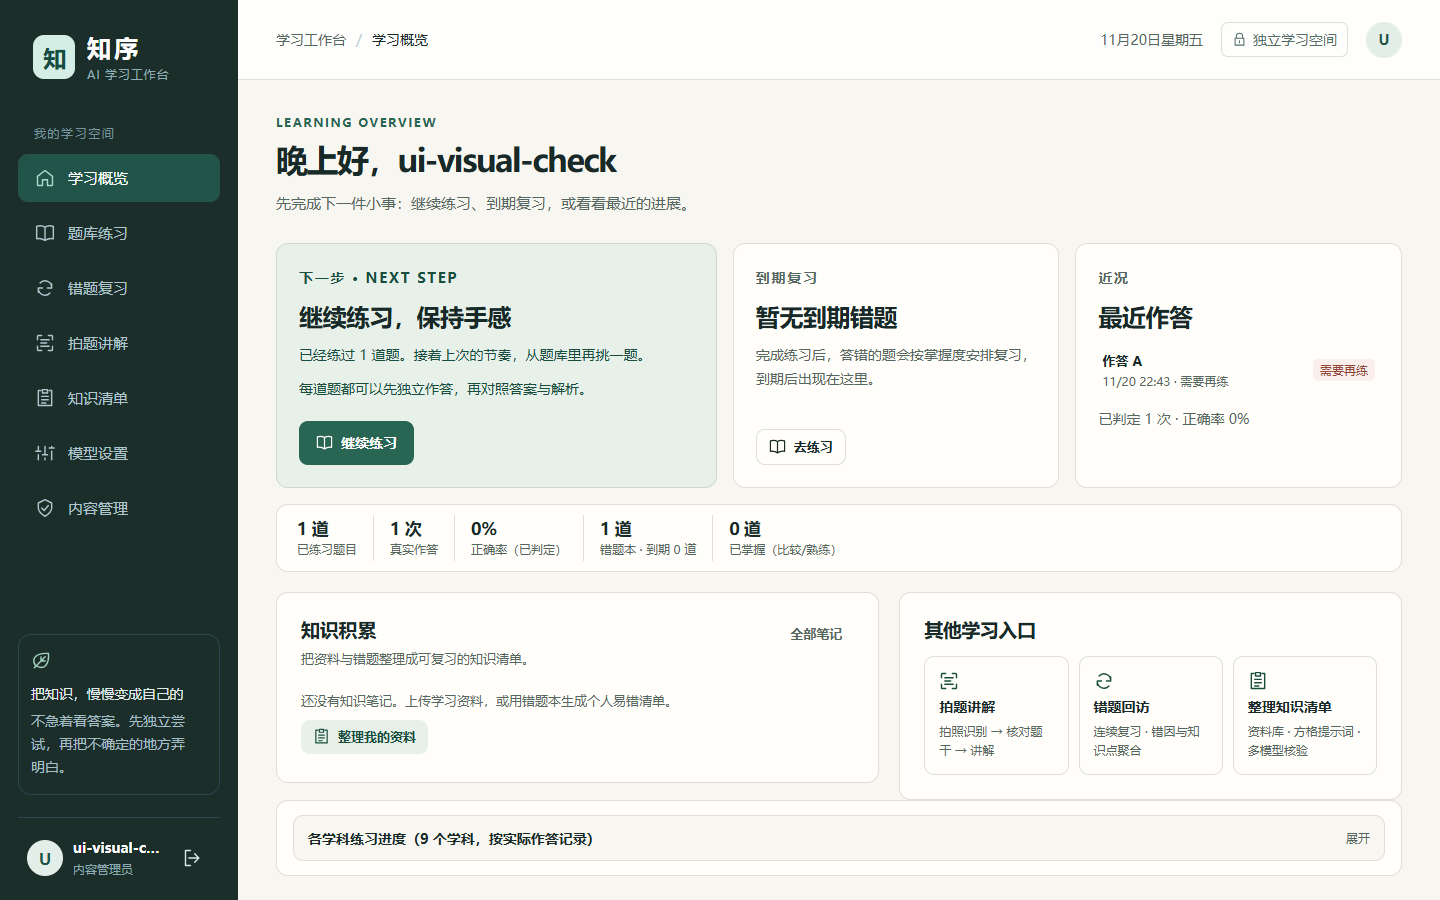 知
知序
AI 学习工作台
我的学习空间
学习概览
题库练习
错题复习
拍题讲解
知识清单
模型设置
内容管理
把知识，慢慢变成自己的
不急着看答案。先独立尝
试，再把不确定的地方弄
明白。
U
ui-visual-c...
内容管理员
学习工作台 / 学习概览
11月20日星期五
独立学习空间
U
LEARNING OVERVIEW
晚上好，ui-visual-check
先完成下一件小事：继续练习、到期复习，或看看最近的进展。
下一步 • NEXT STEP
继续练习，保持手感
已经练过 1 道题。接着上次的节奏，从题库里再挑一题。
每道题都可以先独立作答，再对照答案与解析。
继续练习
到期复习
暂无到期错题
完成练习后，答错的题会按掌握度安排复习，
到期后出现在这里。
去练习
近况
最近作答
作答 A
11/20 22:43 · 需要再练
需要再练
已判定 1 次 · 正确率 0%
1 道
已练习题目
1 次
真实作答
0%
正确率（已判定）
1 道
错题本 · 到期 0 道
0 道
已掌握（比较/熟练）
知识积累
全部笔记
把资料与错题整理成可复习的知识清单。
还没有知识笔记。上传学习资料，或用错题本生成个人易错清单。
整理我的资料
其他学习入口
拍题讲解
拍照识别 → 核对题
干 → 讲解
错题回访
连续复习 · 错因与知
识点聚合
整理知识清单
资料库 · 方格提示词 ·
多模型核验
各学科练习进度（9 个学科，按实际作答记录）
展开